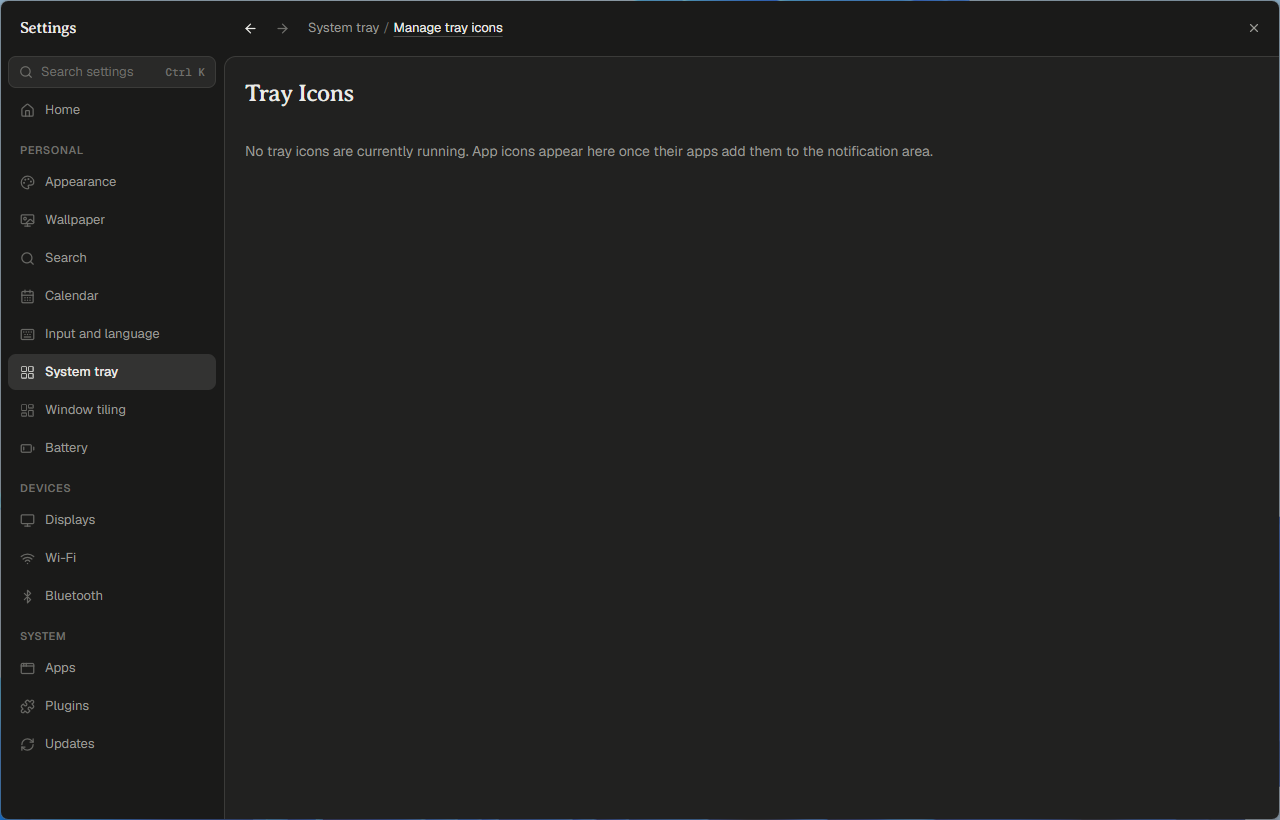 Settings
System tray / Manage tray icons
Search settings Ctrl K
Home
PERSONAL
Appearance
Wallpaper
Search
Calendar
Input and language
System tray
Window tiling
Battery
DEVICES
Displays
Wi-Fi
Bluetooth
SYSTEM
Apps
Plugins
Updates
Tray Icons
No tray icons are currently running. App icons appear here once their apps add them to the notification area.